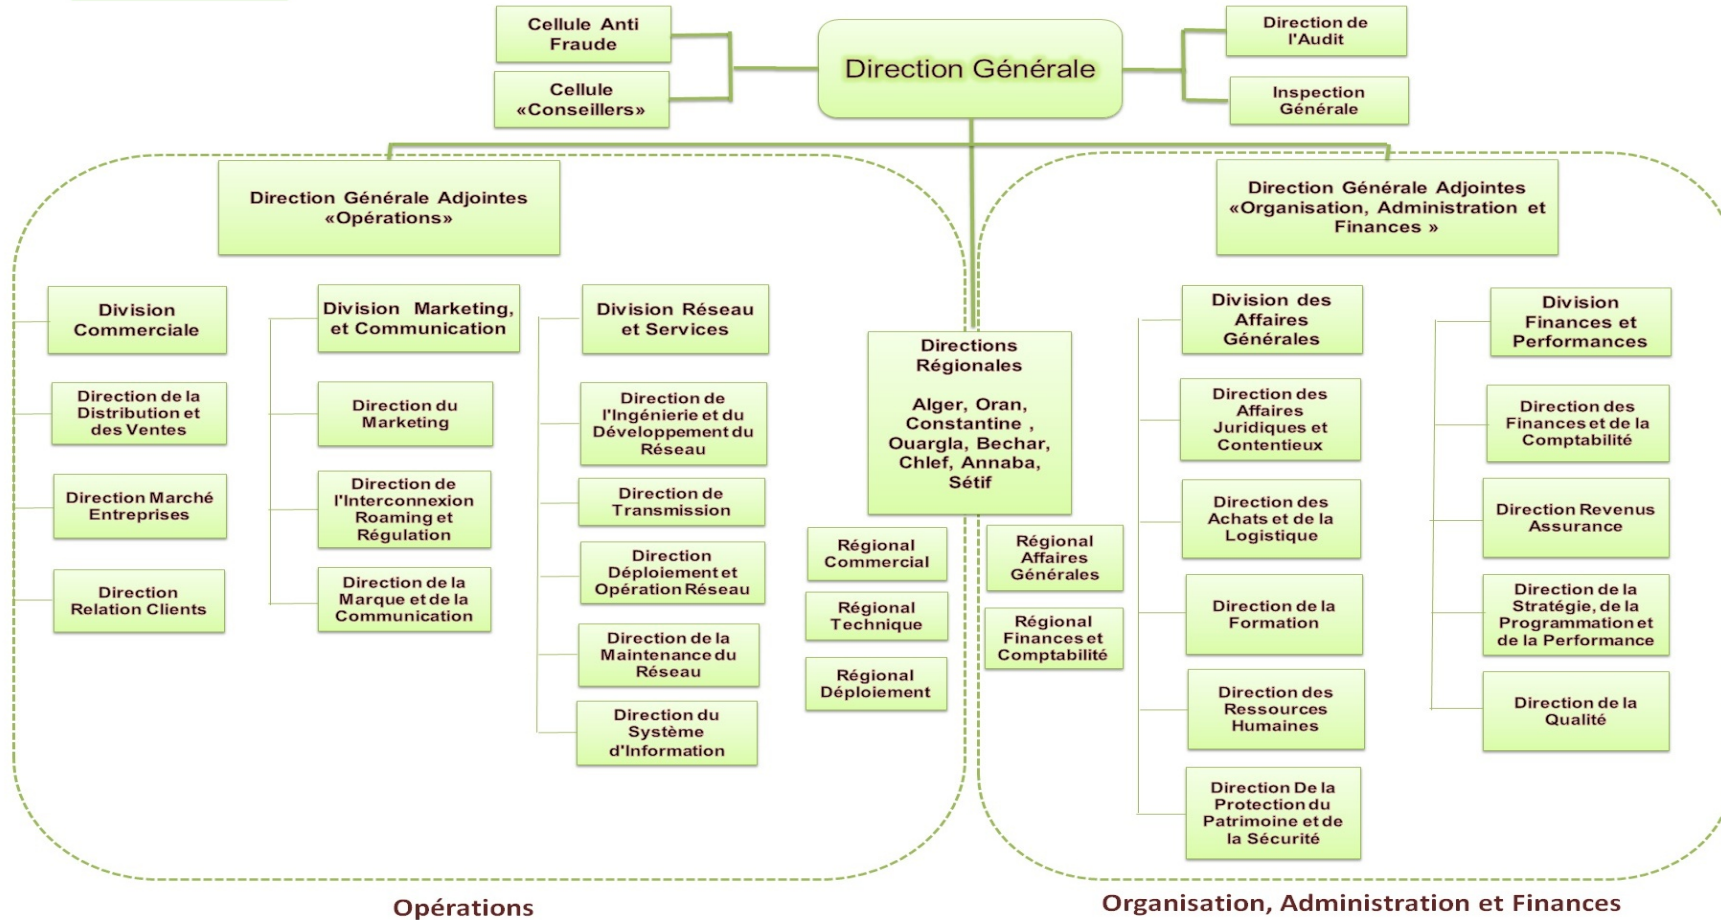 Cellule Anti
Fraude
Cellule
«Conseillers»
Direction Générale
Direction de
l'Audit
Inspection
Générale
Direction Générale Adjointes
«Opérations»
Direction Générale Adjointes
«Organisation, Administration et
Finances »
Division
Commerciale
Direction de la
Distribution et
des Ventes
Direction Marché
Entreprises
Direction
Relation Clients
Division Marketing,
et Communication
Direction du
Marketing
Direction de
l'Interconnexion
Roaming et
Régulation
Direction de la
Marque et de la
Communication
Division Réseau
et Services
Direction de
l'Ingénierie et du
Développement du
Réseau
Direction de
Transmission
Direction
Déploiement et
Opération Réseau
Direction de la
Maintenance du
Réseau
Direction du
Système
d'Information
Directions
Régionales
Alger, Oran,
Constantine ,
Ouargla, Bechar,
Chlef, Annaba,
Sétif
Régional
Commercial
Régional
Technique
Régional
Déploiement
Régional
Affaires
Générales
Régional
Finances et
Comptabilité
Division des
Affaires
Générales
Direction des
Affaires
Juridiques et
Contentieux
Direction des
Achats et de la
Logistique
Direction de la
Formation
Direction des
Ressources
Humaines
Direction De la
Protection du
Patrimoine et de
la Sécurité
Division
Finances et
Performances
Direction des
Finances et de la
Comptabilité
Direction Revenus
Assurance
Direction de la
Stratégie, de la
Programmation et
de la Performance
Direction de la
Qualité
Opérations
Organisation, Administration et Finances